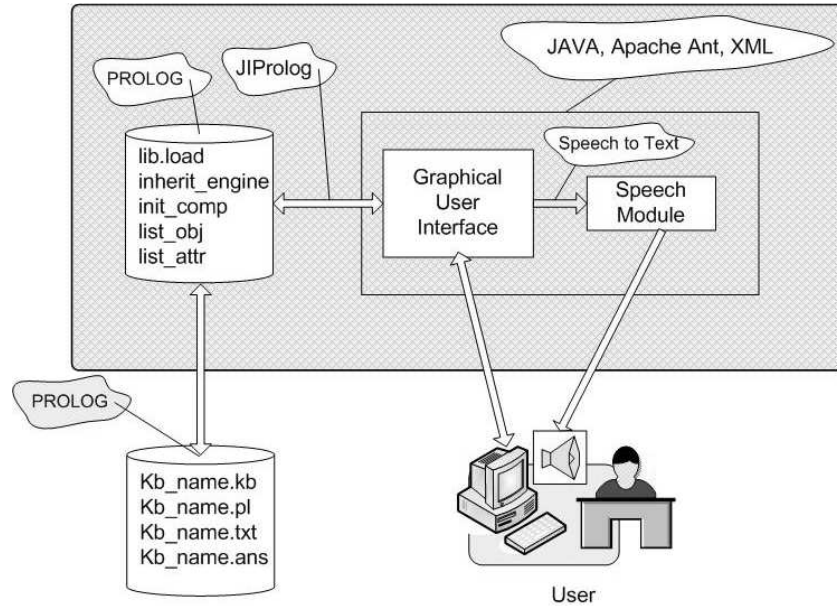 JAVA, Apache Ant, XML
PROLOG
JIProlog
lib.load
inherit_engine
init_comp
list_obj
list_attr
Graphical
User
Interface
Speech to Text
Speech
Module
PROLOG
Kb_name.kb
Kb_name.pl
Kb_name.txt
Kb_name.ans
User